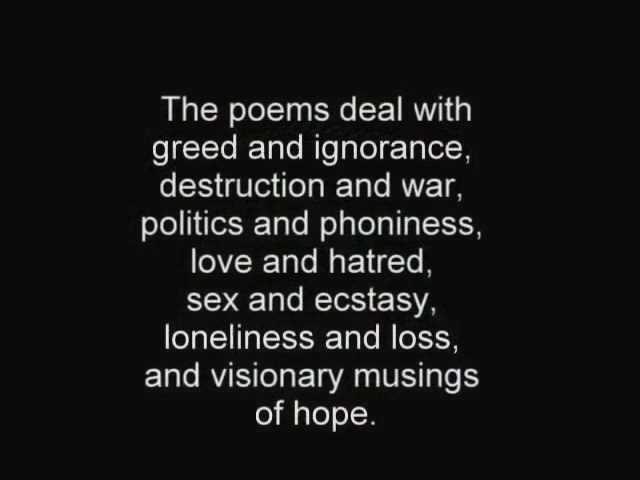 The poems deal with
greed and ignorance,
destruction and war,
politics and phoniness,
love and hatred,
sex and ecstasy,
loneliness and loss,
and visionary musings
of hope.